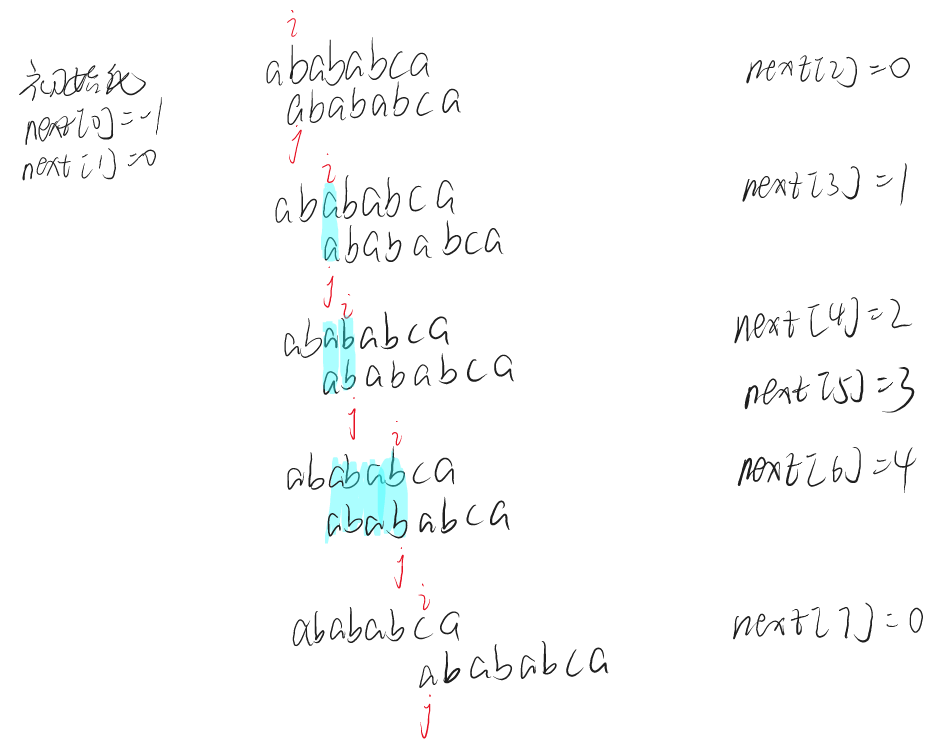 i
abababca
abababca
next[2]=0
初始化
next[0]=-1
next[1]=0
j
i
abababca
abababca
next[3]=1
j
i
abababca
abababca
next[4]=2
next[5]=3
j
i
abababca
abababca
next[6]=4
j
i
abababca
abababca
next[7]=0
j